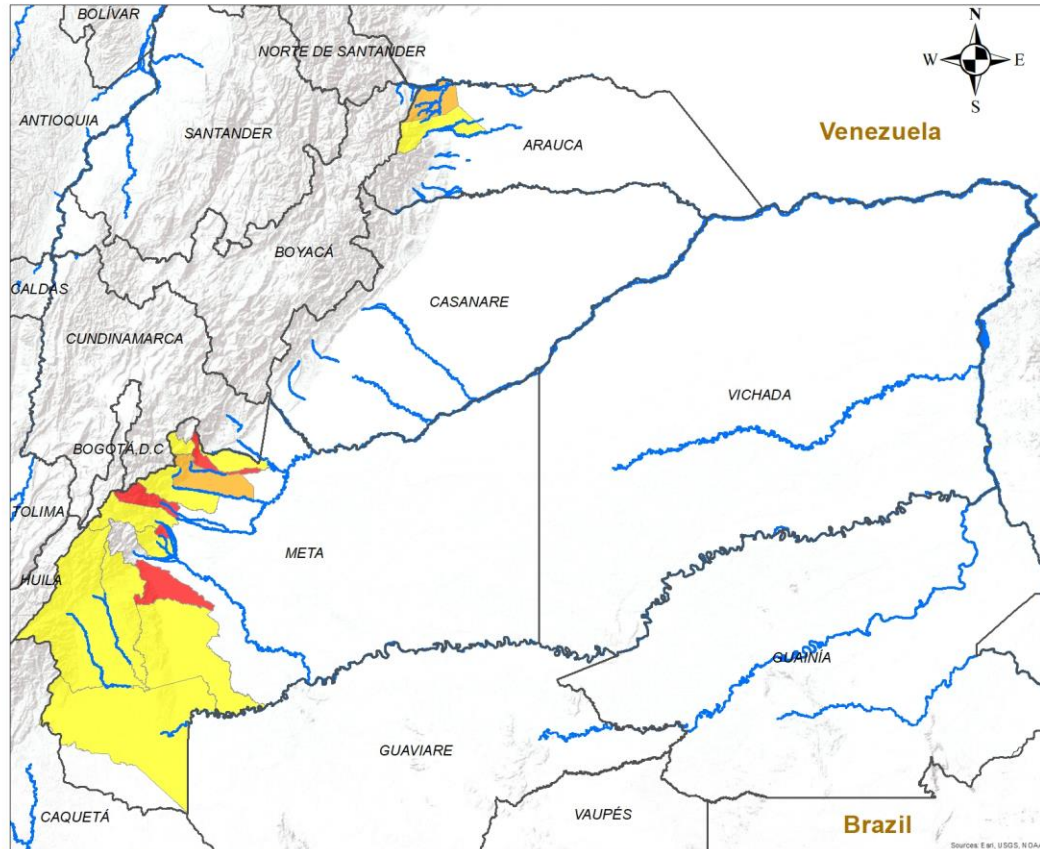 BOLÍVAR
NORTE DE SANTANDER
N
W
E
S
ANTIOQUIA
SANTANDER
Venezuela
ARAUCA
BOYACÁ
CALDAS
CASANARE
CUNDINAMARCA
VICHADA
BOGOTÁ,D.C
TOLIMA
META
HUILA
GUAINÍA
GUAVIARE
CAQUETÁ
VAUPÉS
Brazil
Sources: Esri, USGS, NOAA